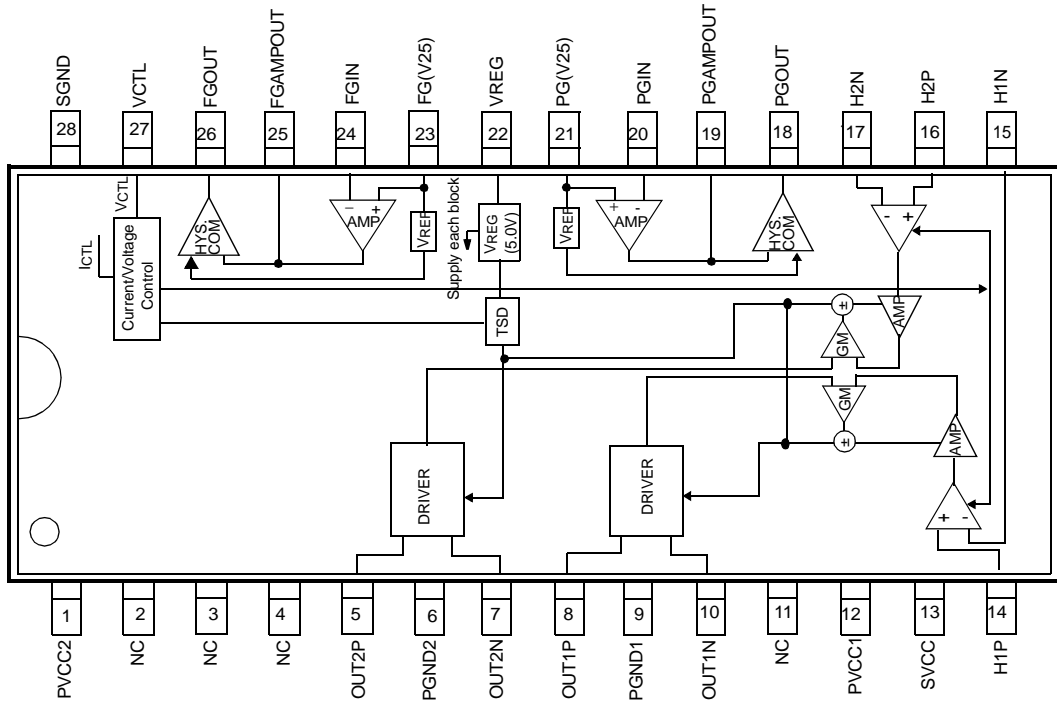 SGND
VCTL
FGOUT
FGAMPOUT
FGIN
FG(V25)
VREG
PG(V25)
PGIN
PGAMPOUT
PGOUT
H2N
H2P
H1N
28
27
26
25
24
23
22
21
20
19
18
17
16
15
VCTL
ICTL
Current/Voltage
Control
HYS.
COM
- +
AMP
VREF
Supply each block
VREG
(5.0V)
TSD
VREF
+ -
AMP
HYS.
COM
- +
AMP
±
GM
GM
±
AMP
+ -
DRIVER
DRIVER
1
2
3
4
5
6
7
8
9
10
11
12
13
14
PVCC2
NC
NC
NC
OUT2P
PGND2
OUT2N
OUT1P
PGND1
OUT1N
NC
PVCC1
SVCC
H1P